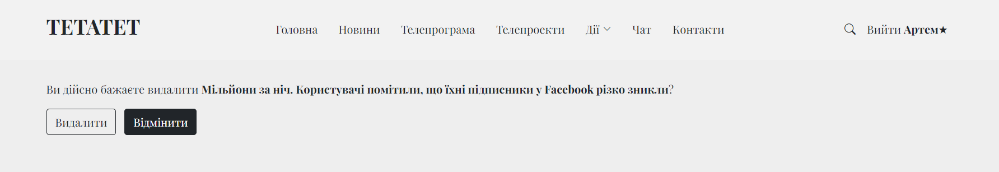 ТЕТАТЕТ
Головна Новини Телепрограма Телепроекти Дії Чат Контакти Вийти Артем★
Ви дійсно бажаєте видалити Мільйони за ніч. Користувачі помітили, що їхні підписники у Facebook різко зникли?
Видалити Відмінити